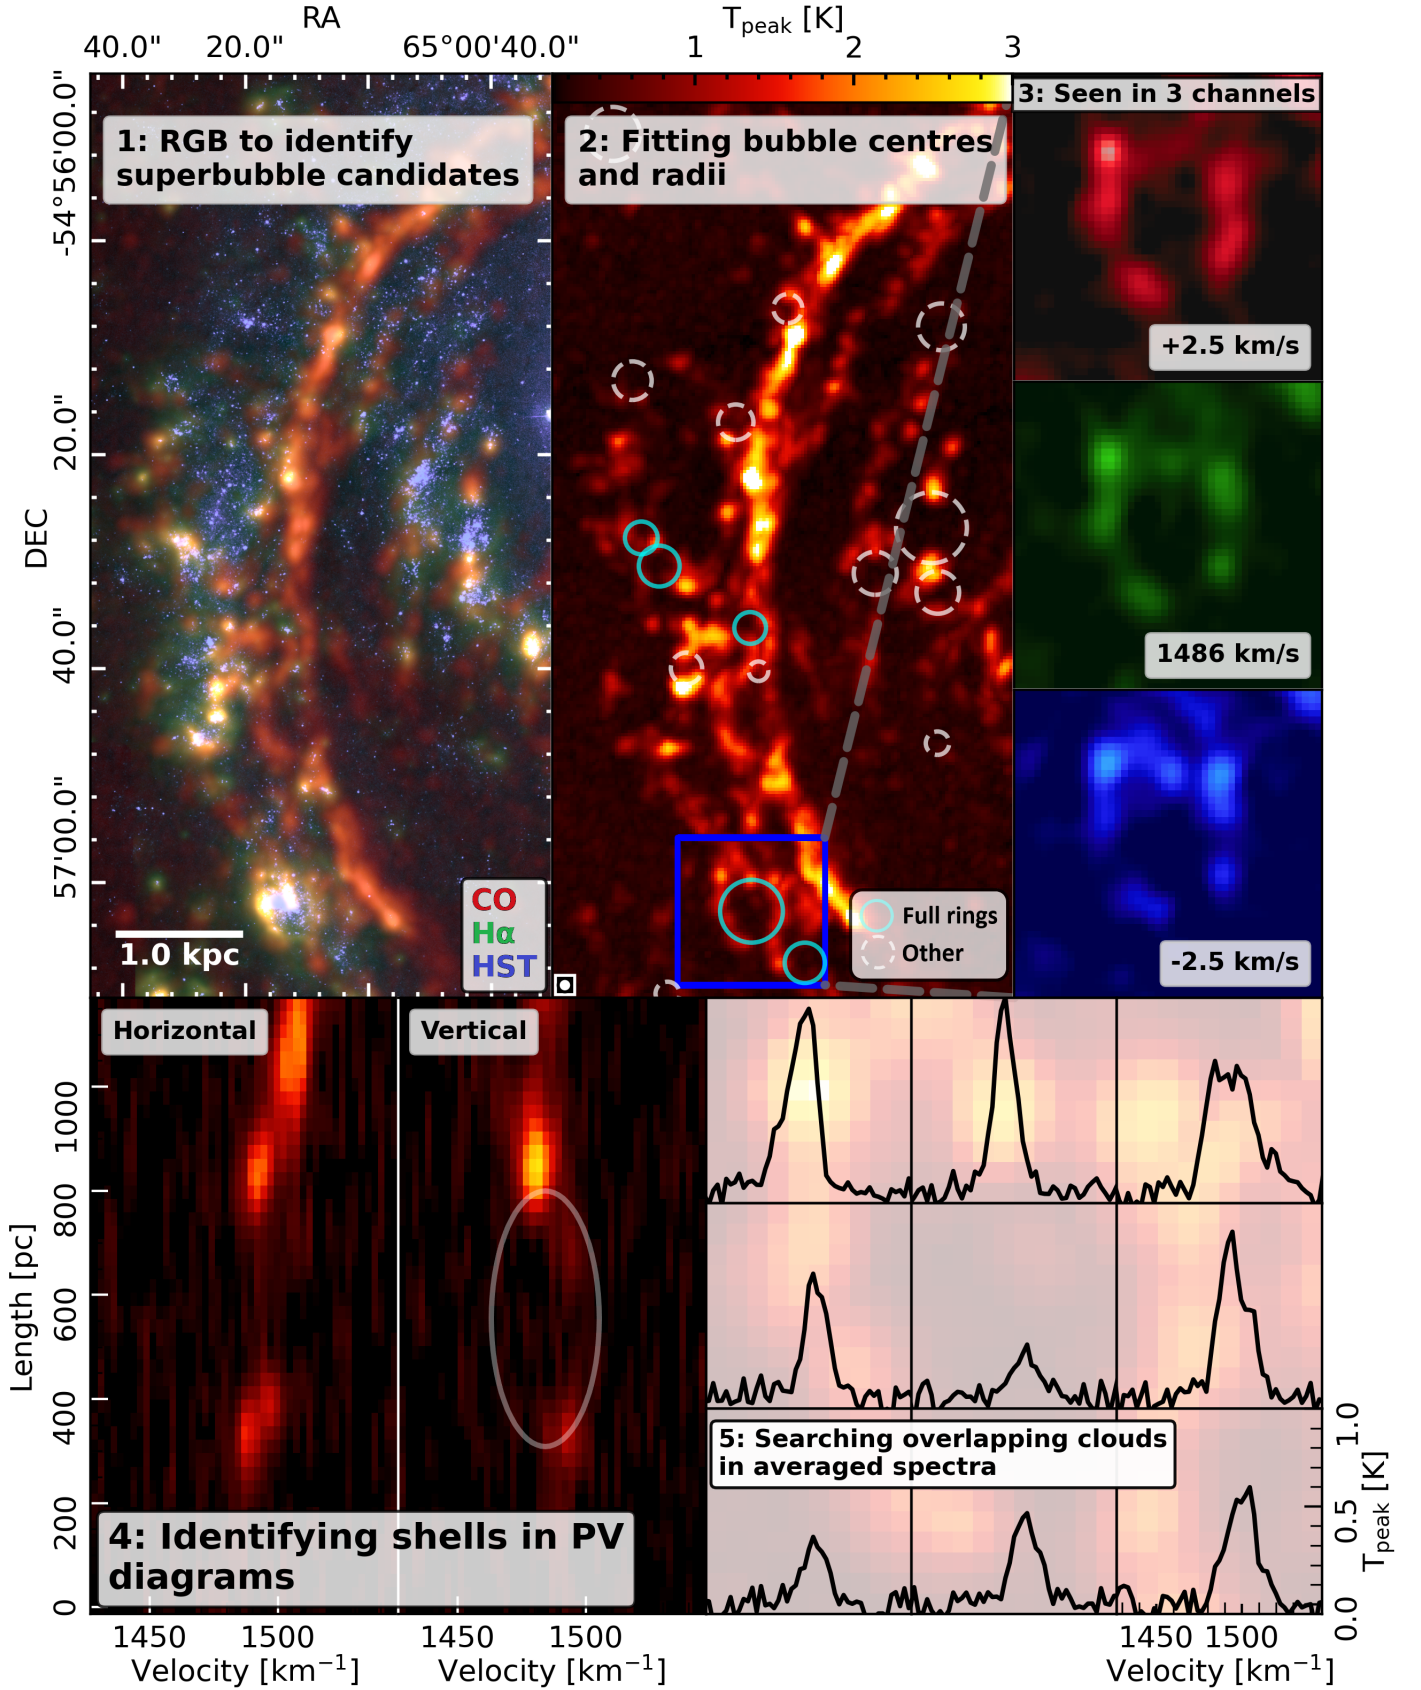 RA
T_peak [K]
40.0" 20.0" 65°00'40.0" 1 2 3
DEC
-54°56'00.0"
20.0"
40.0"
57'00.0"
1: RGB to identify
superbubble candidates
2: Fitting bubble centres
and radii
3: Seen in 3 channels
+2.5 km/s
1486 km/s
-2.5 km/s
1.0 kpc
CO
Hα
HST
Full rings
Other
Horizontal
Vertical
Length [pc]
1000
800
600
400
200
0
4: Identifying shells in PV
diagrams
5: Searching overlapping clouds
in averaged spectra
1.0
0.5
0.0
T_peak [K]
1450 1500 1450 1500 1450 1500
Velocity [km⁻¹] Velocity [km⁻¹] Velocity [km⁻¹]